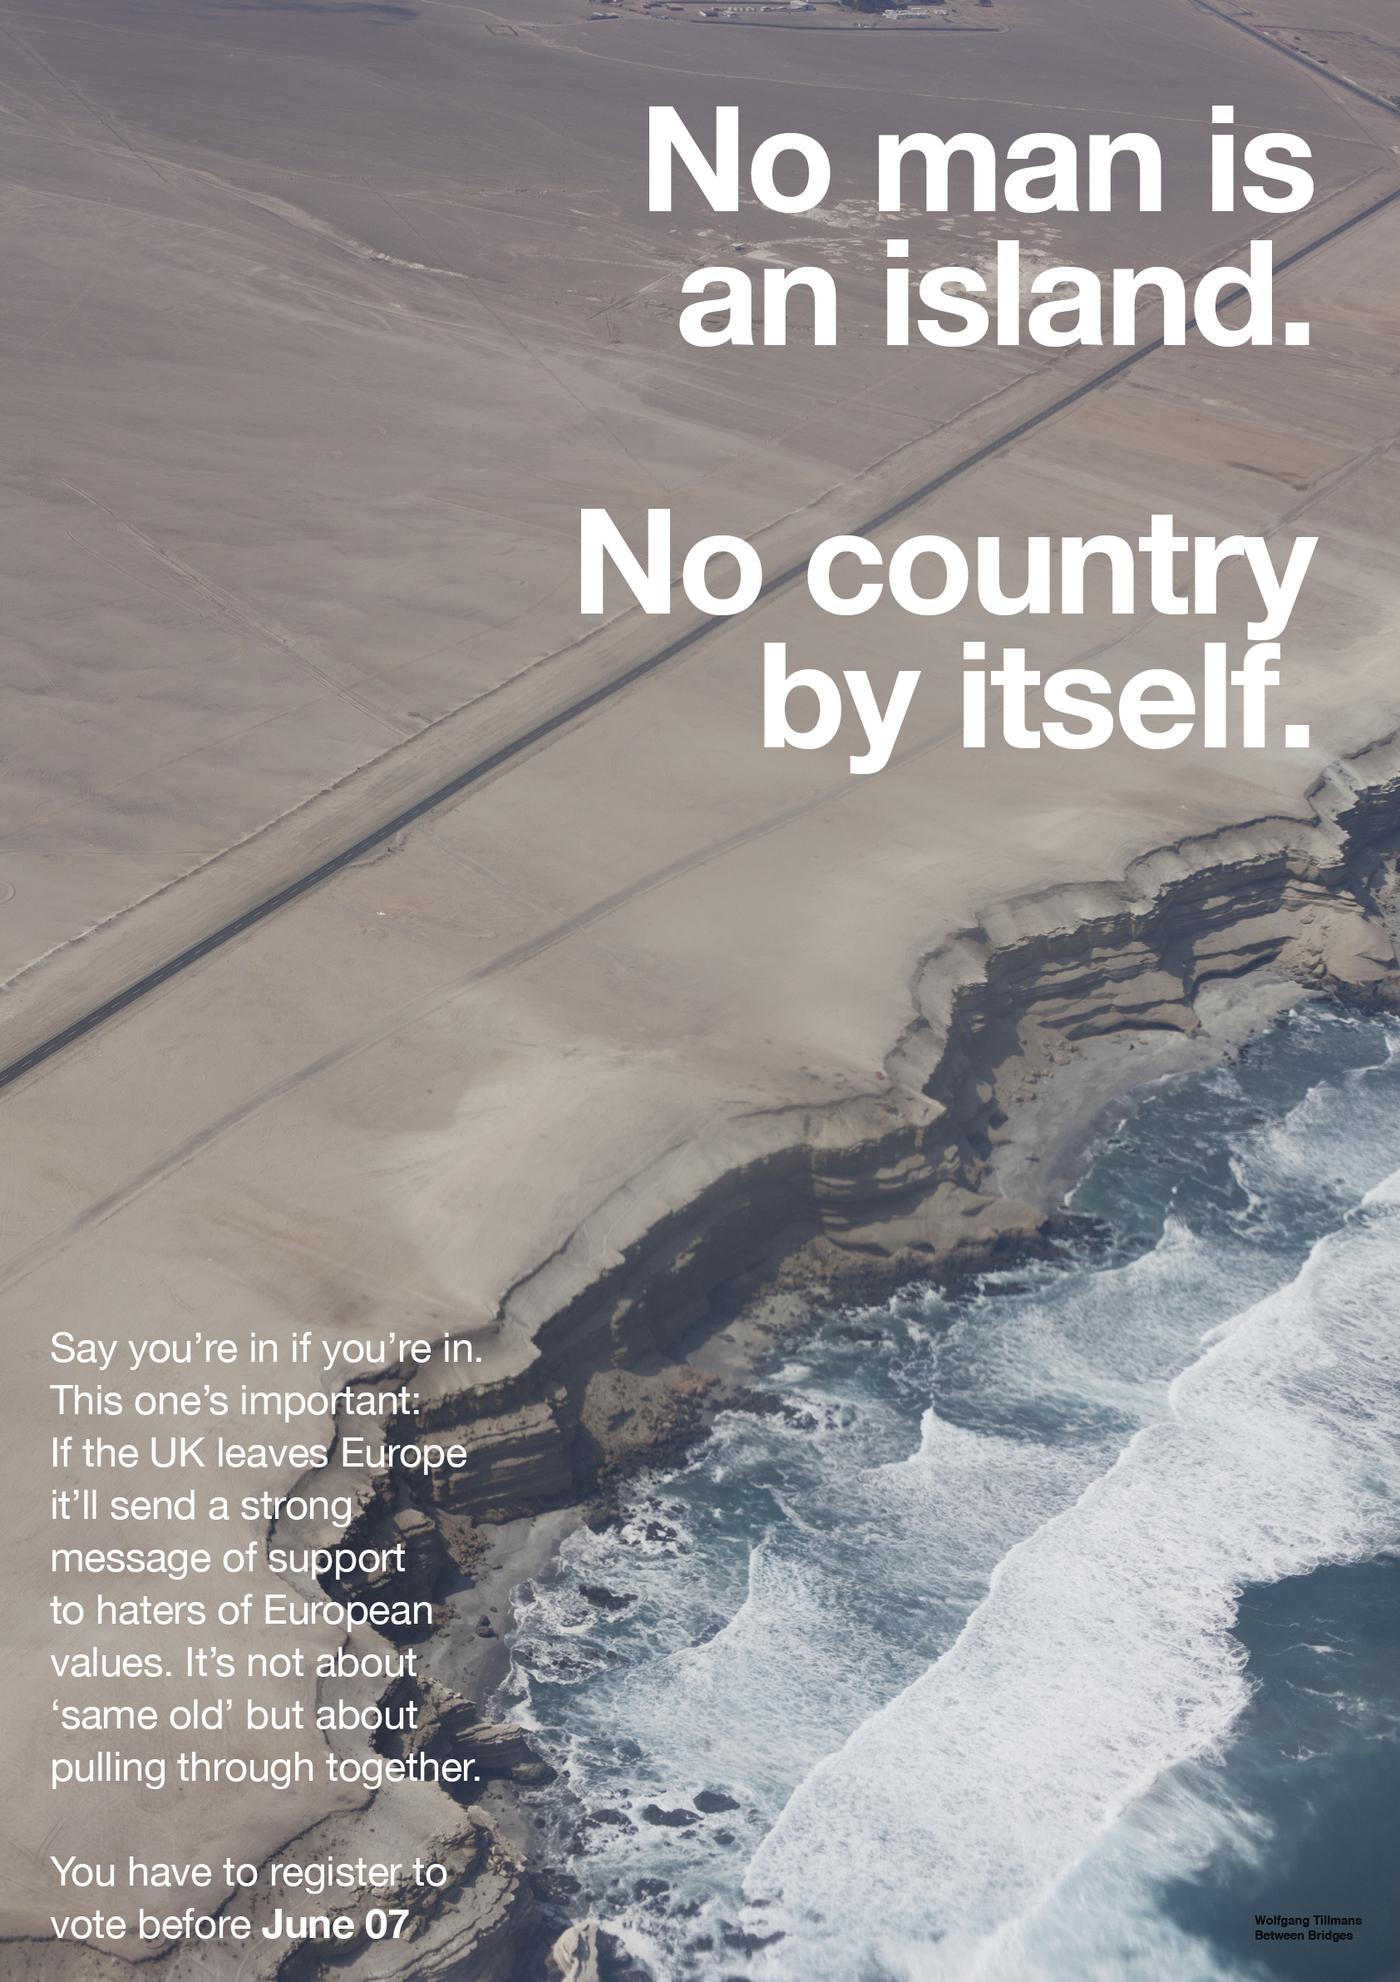 No man is
an island.
No country
by itself.
Say you’re in if you’re in.
This one’s important:
If the UK leaves Europe
it’ll send a strong
message of support
to haters of European
values. It’s not about
‘same old’ but about
pulling through together.
You have to register to
vote before June 07
Wolfgang Tillmans
Between Bridges